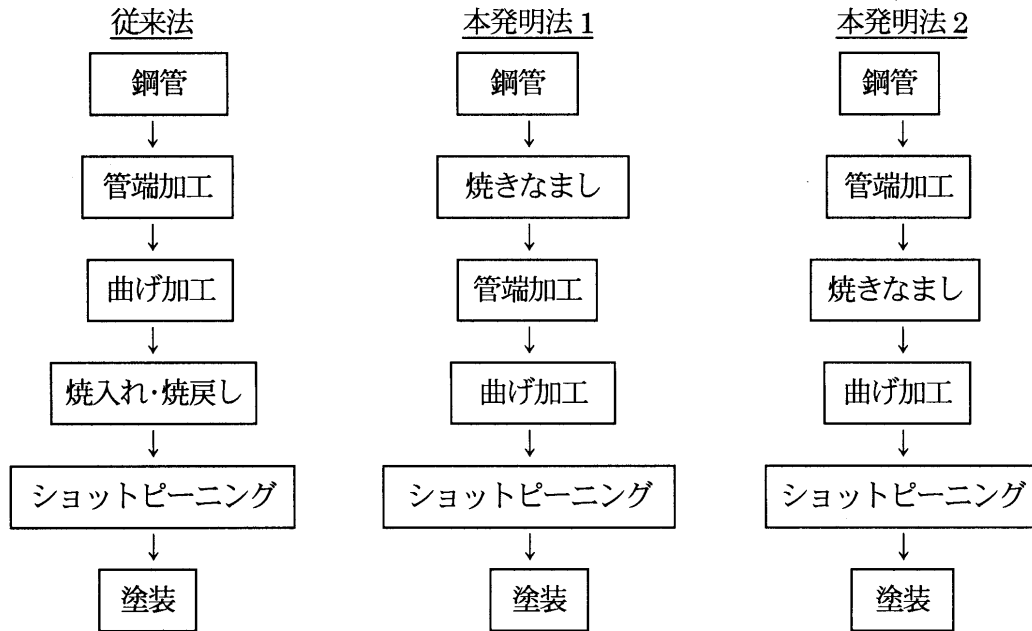 従来法
鋼管
↓
管端加工
↓
曲げ加工
↓
焼入れ･焼戻し
↓
ショットピーニング
↓
塗装
本発明法 1
鋼管
↓
焼きなまし
↓
管端加工
↓
曲げ加工
↓
ショットピーニング
↓
塗装
本発明法 2
鋼管
↓
管端加工
↓
焼きなまし
↓
曲げ加工
↓
ショットピーニング
↓
塗装